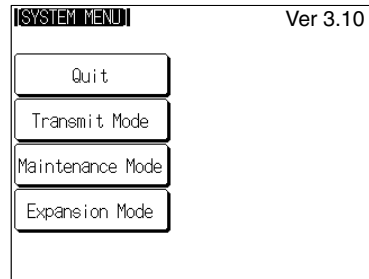 SYSTEM MENU
Ver 3.10
Quit
Transmit Mode
Maintenance Mode
Expansion Mode